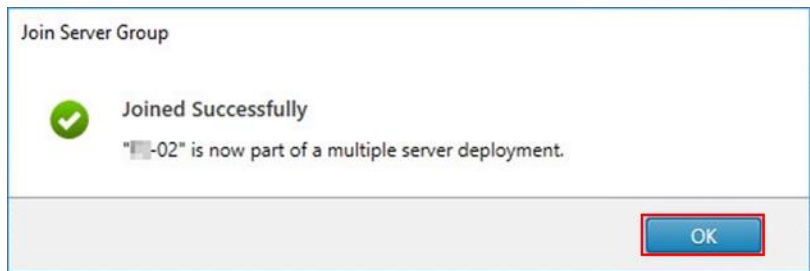 Join Server Group
Joined Successfully
"-02" is now part of a multiple server deployment.
OK